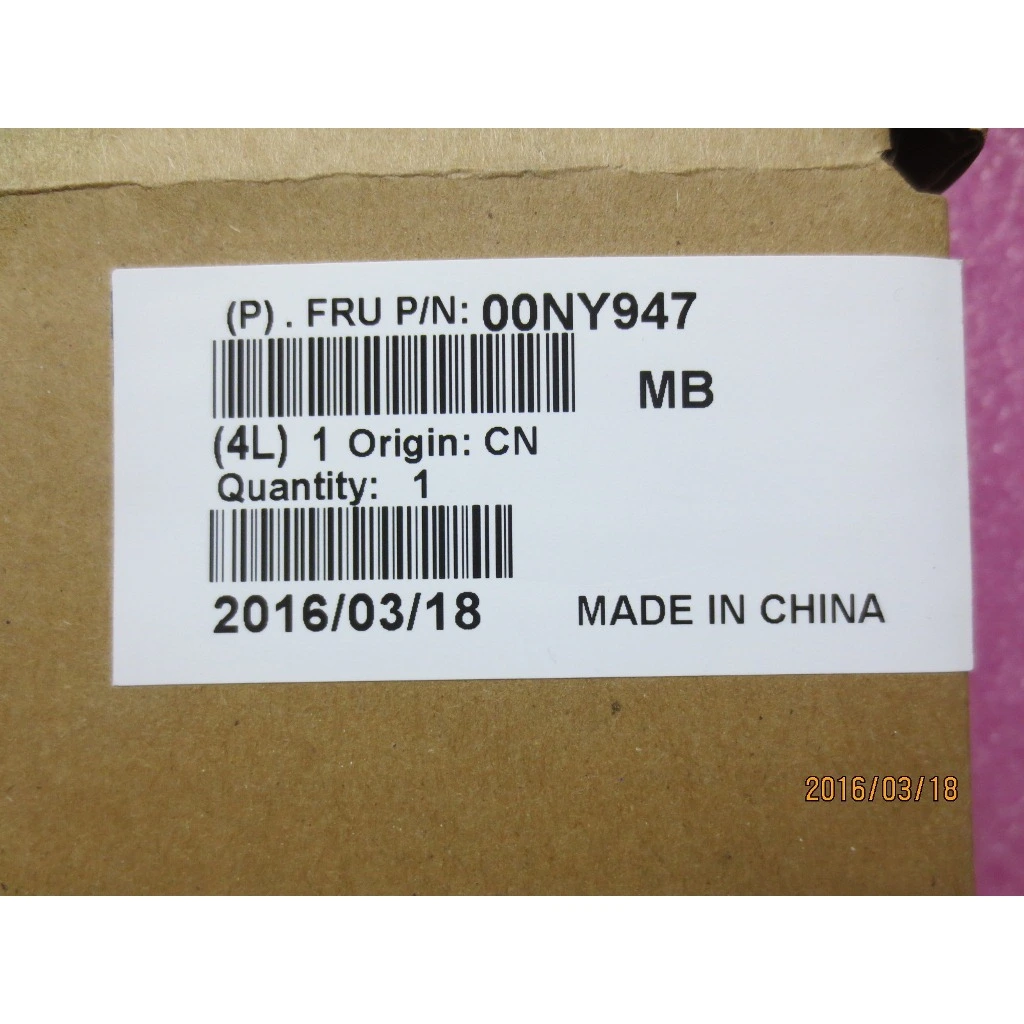 (P) . FRU P/N: 00NY947
MB
(4L) 1 Origin: CN
Quantity: 1
2016/03/18
MADE IN CHINA
2016/03/18